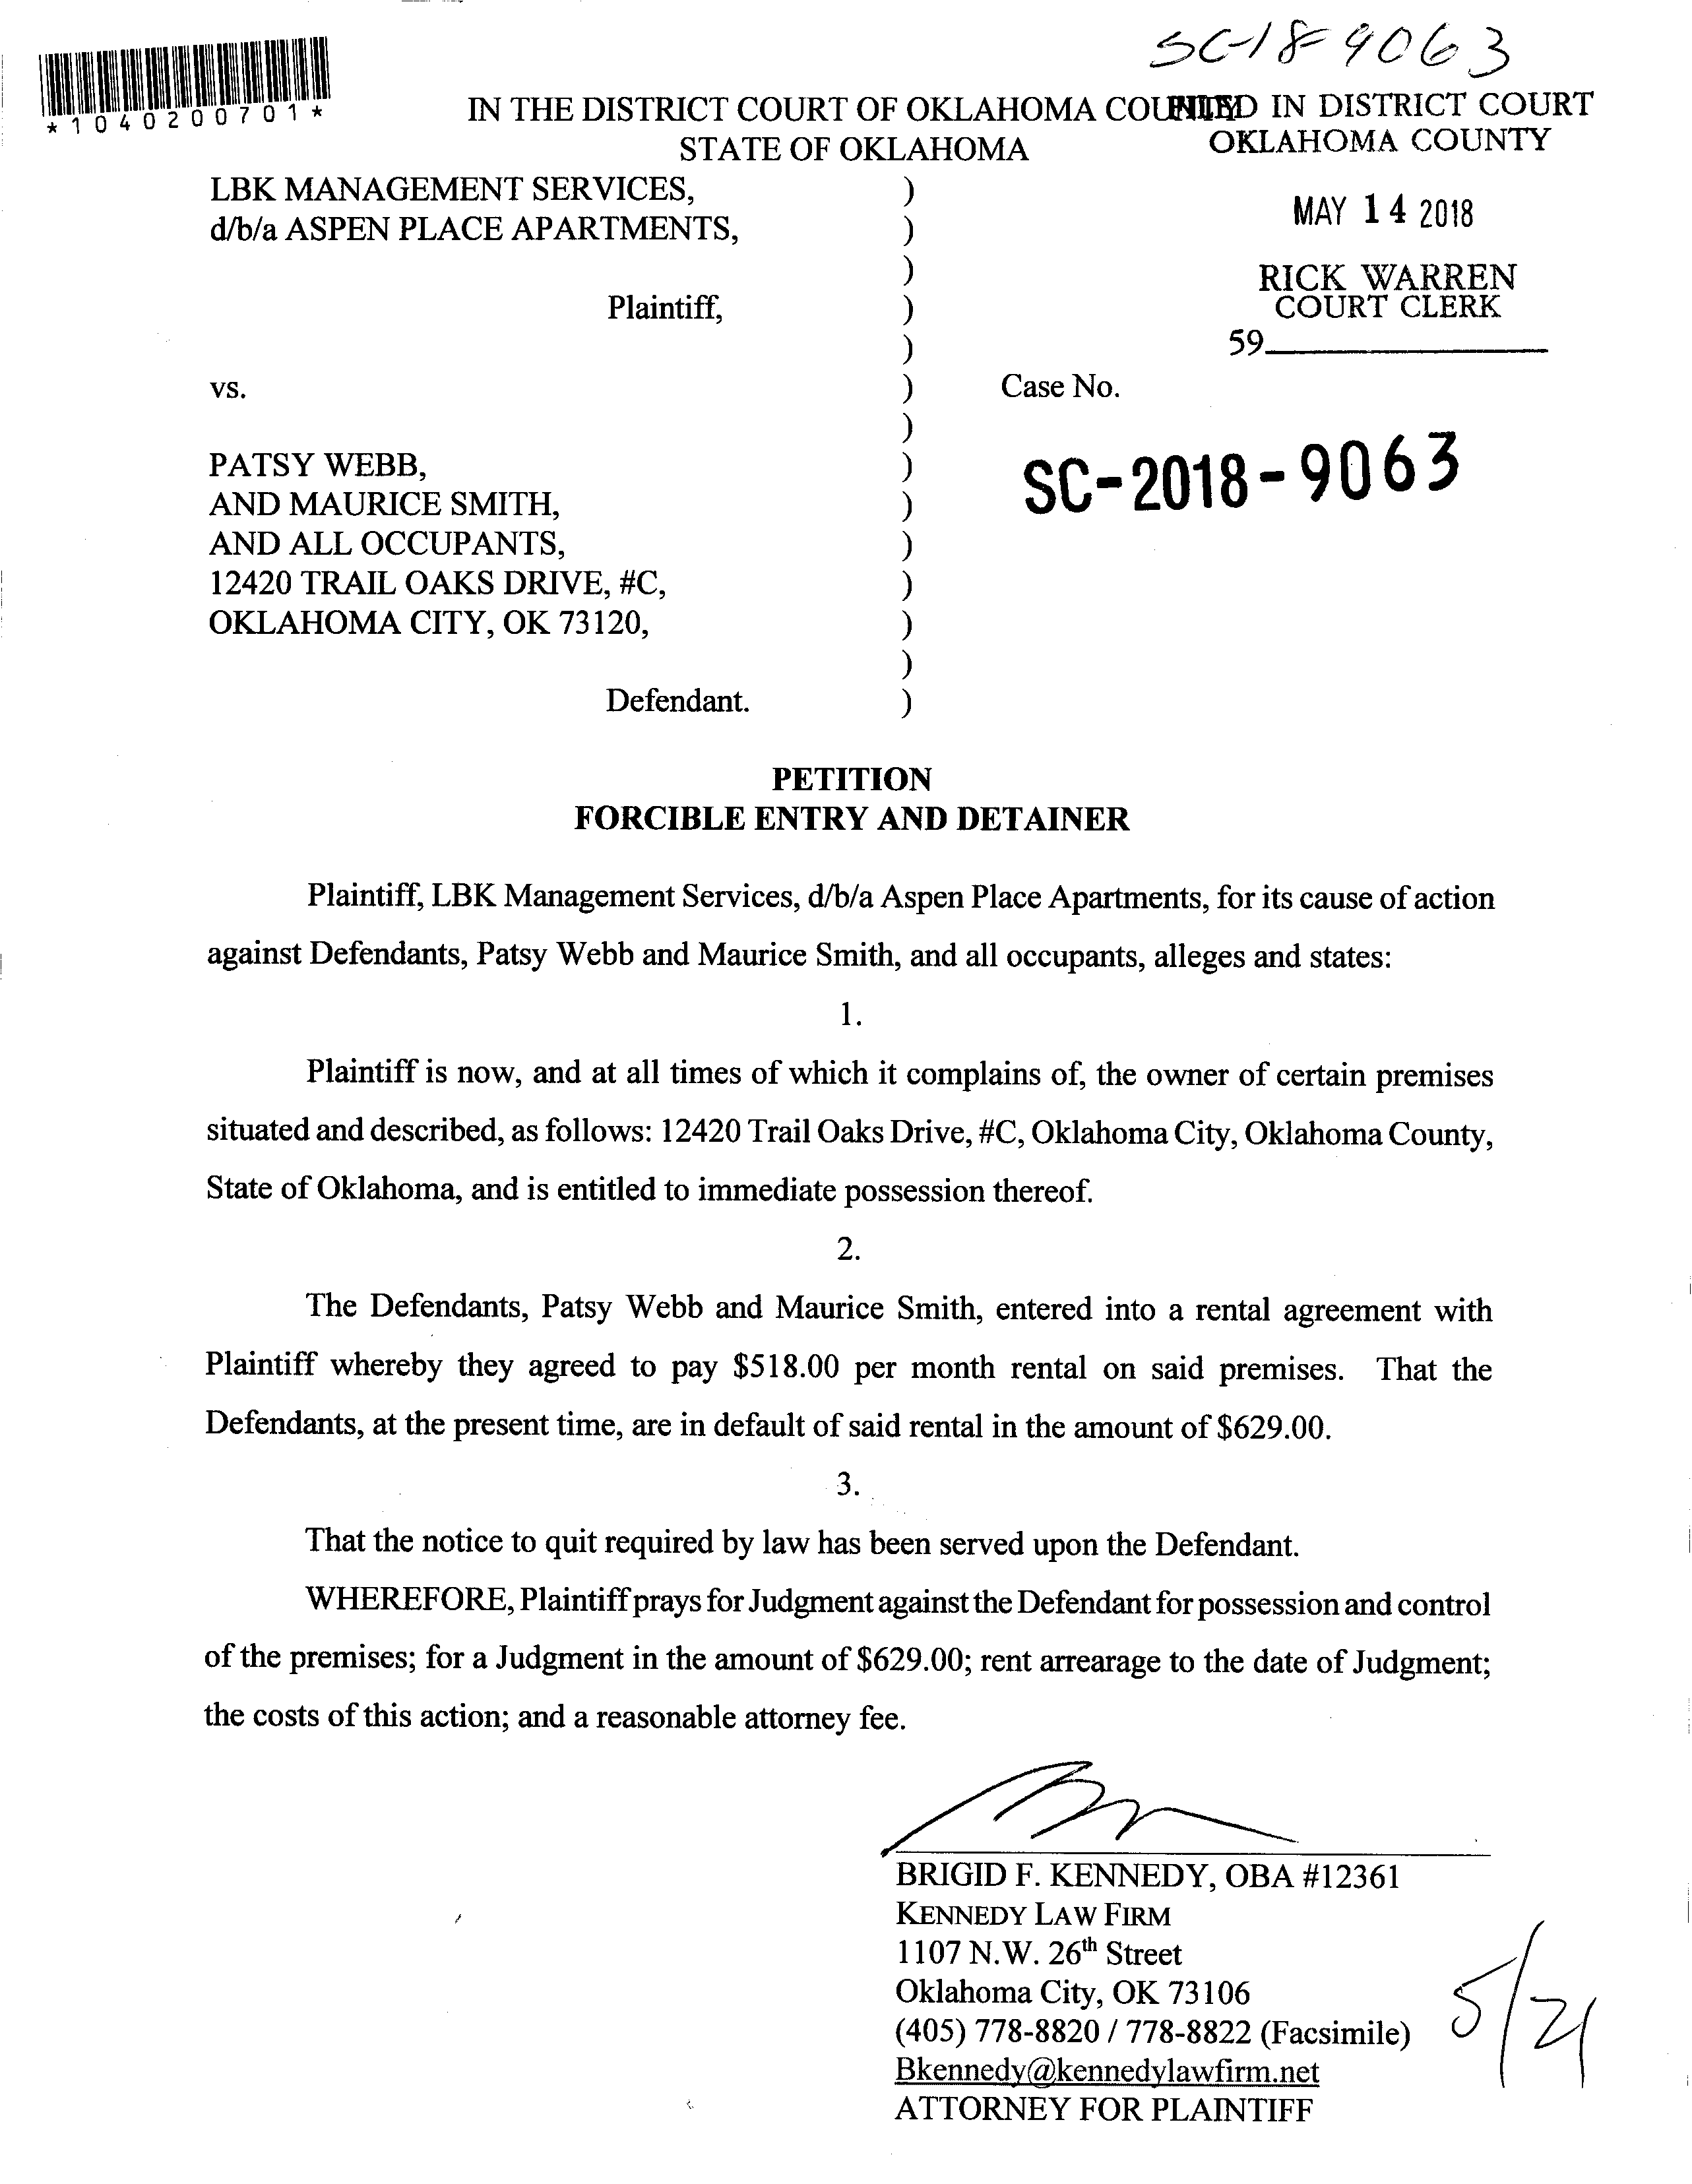 SC-18-9063
*1040200701*
IN THE DISTRICT COURT OF OKLAHOMA COUNTY
FILED IN DISTRICT COURT
STATE OF OKLAHOMA
OKLAHOMA COUNTY
LBK MANAGEMENT SERVICES, )
d/b/a ASPEN PLACE APARTMENTS, )
MAY 14 2018
)
RICK WARREN
Plaintiff, )
COURT CLERK
)
59
vs. ) Case No.
)
PATSY WEBB, )
SC-2018-9063
AND MAURICE SMITH, )
AND ALL OCCUPANTS, )
12420 TRAIL OAKS DRIVE, #C, )
OKLAHOMA CITY, OK 73120, )
)
Defendant. )
PETITION
FORCIBLE ENTRY AND DETAINER
Plaintiff, LBK Management Services, d/b/a Aspen Place Apartments, for its cause of action
against Defendants, Patsy Webb and Maurice Smith, and all occupants, alleges and states:
1.
Plaintiff is now, and at all times of which it complains of, the owner of certain premises
situated and described, as follows: 12420 Trail Oaks Drive, #C, Oklahoma City, Oklahoma County,
State of Oklahoma, and is entitled to immediate possession thereof.
2.
The Defendants, Patsy Webb and Maurice Smith, entered into a rental agreement with
Plaintiff whereby they agreed to pay $518.00 per month rental on said premises. That the
Defendants, at the present time, are in default of said rental in the amount of $629.00.
3.
That the notice to quit required by law has been served upon the Defendant.
WHEREFORE, Plaintiff prays for Judgment against the Defendant for possession and control
of the premises; for a Judgment in the amount of $629.00; rent arrearage to the date of Judgment;
the costs of this action; and a reasonable attorney fee.
BRIGID F. KENNEDY, OBA #12361
KENNEDY LAW FIRM
1107 N.W. 26th Street
Oklahoma City, OK 73106
(405) 778-8820 / 778-8822 (Facsimile)
Bkennedy@kennedylawfirm.net
ATTORNEY FOR PLAINTIFF
5/21